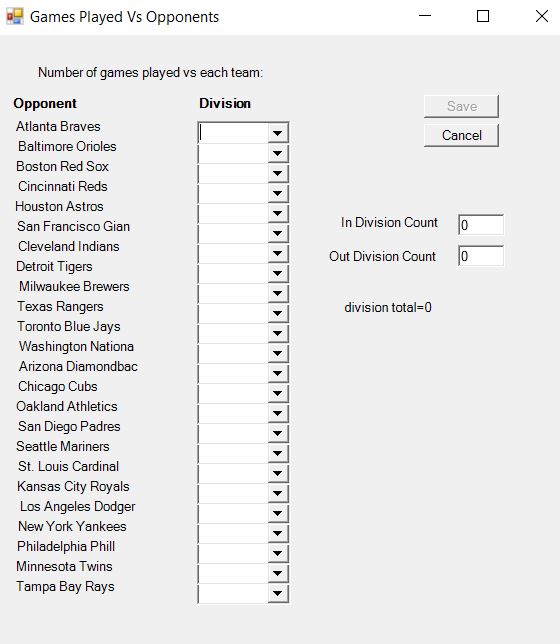 Games Played Vs Opponents
Number of games played vs each team:
Opponent Division
Save
Atlanta Braves
Cancel
Baltimore Orioles
Boston Red Sox
Cincinnati Reds
Houston Astros
In Division Count 0
San Francisco Gian
Cleveland Indians
Out Division Count 0
Detroit Tigers
Milwaukee Brewers
Texas Rangers
division total=0
Toronto Blue Jays
Washington Nationa
Arizona Diamondbac
Chicago Cubs
Oakland Athletics
San Diego Padres
Seattle Mariners
St. Louis Cardinal
Kansas City Royals
Los Angeles Dodger
New York Yankees
Philadelphia Phill
Minnesota Twins
Tampa Bay Rays